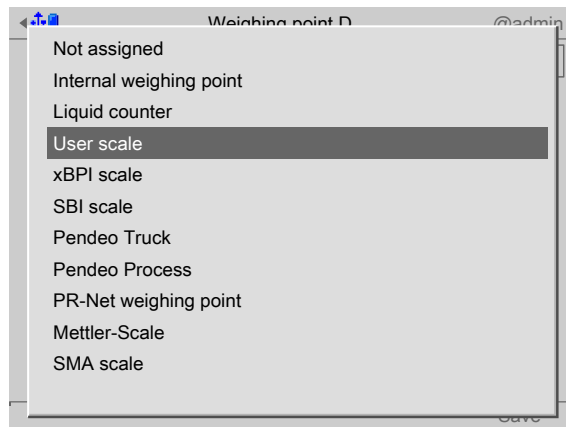 Weighing point D
@admin
Not assigned
Internal weighing point
Liquid counter
User scale
xBPI scale
SBI scale
Pendeo Truck
Pendeo Process
PR-Net weighing point
Mettler-Scale
SMA scale
Save